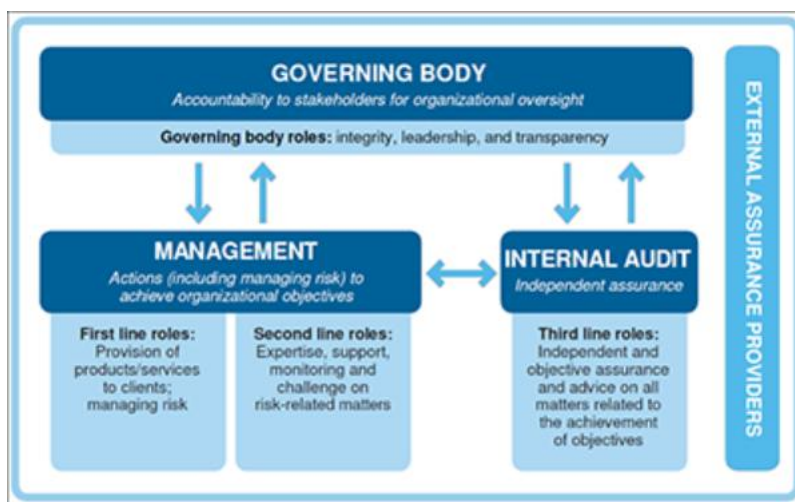 GOVERNING BODY
Accountability to stakeholders for organizational oversight
Governing body roles: integrity, leadership, and transparency
MANAGEMENT
Actions (including managing risk) to
achieve organizational objectives
First line roles:
Provision of
products/services
to clients;
managing risk
Second line roles:
Expertise, support,
monitoring and
challenge on
risk-related matters
INTERNAL AUDIT
Independent assurance
Third line roles:
Independent and
objective assurance
and advice on all
matters related to
the achievement
of objectives
EXTERNAL ASSURANCE PROVIDERS